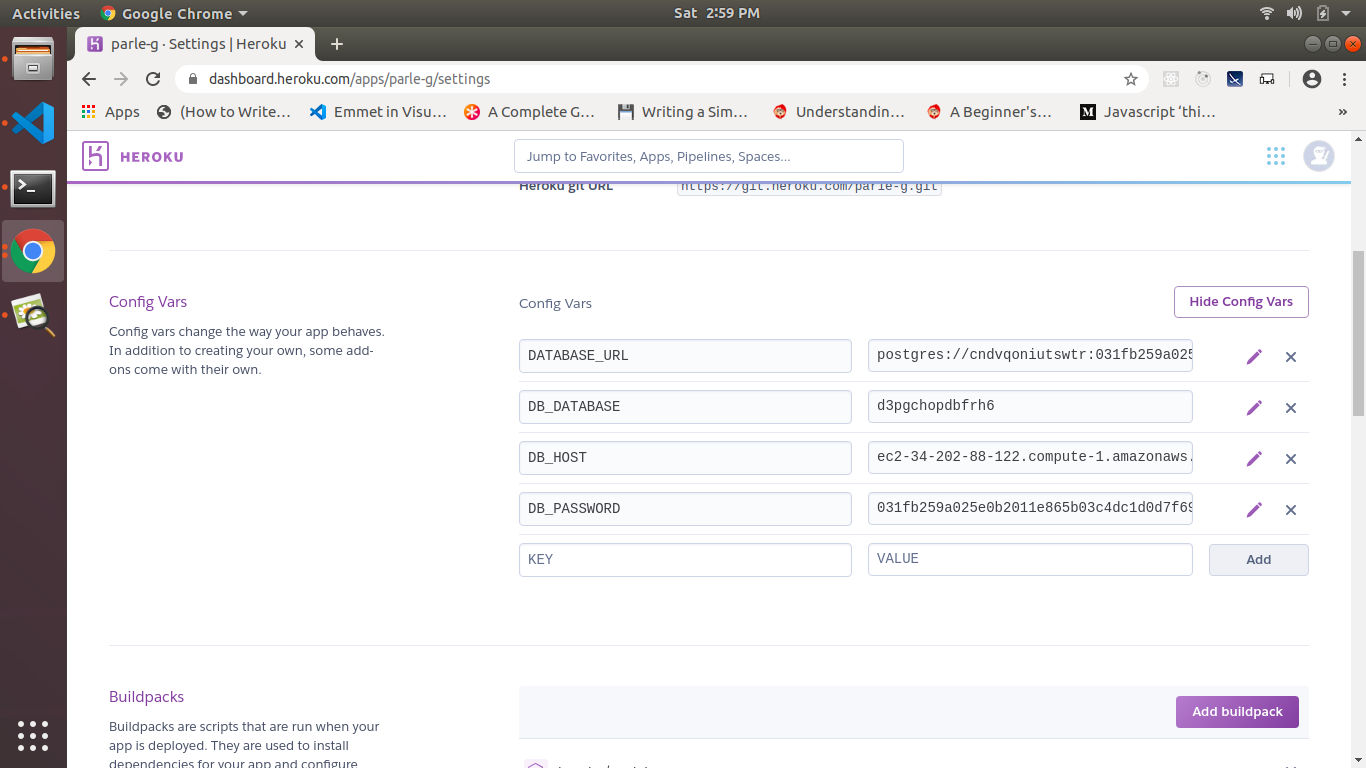 Activities Google Chrome Sat 2:59 PM
parle-g · Settings | Heroku
dashboard.heroku.com/apps/parle-g/settings
Apps (How to Write… Emmet in Visu… A Complete G… Writing a Sim… Understandin… A Beginner's… Javascript ‘thi… »
HEROKU Jump to Favorites, Apps, Pipelines, Spaces...
Heroku git URL https://git.heroku.com/parle-g.git
Config Vars Config Vars Hide Config Vars
Config vars change the way your app behaves.
In addition to creating your own, some add-
ons come with their own.
DATABASE_URL postgres://cndvqoniutswtr:031fb259a025
DB_DATABASE d3pgchopdbfrh6
DB_HOST ec2-34-202-88-122.compute-1.amazonaws.
DB_PASSWORD 031fb259a025e0b2011e865b03c4dc1d0d7f69
KEY VALUE Add
Buildpacks
Add buildpack
Buildpacks are scripts that are run when your
app is deployed. They are used to install
dependencies for your app and configure